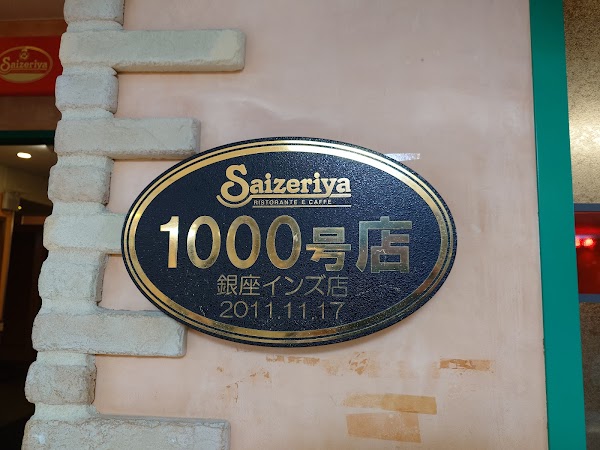 Saizeriya
Saizeriya
RISTORANTE E CAFFÈ
1000号店
銀座インズ店
2011.11.17